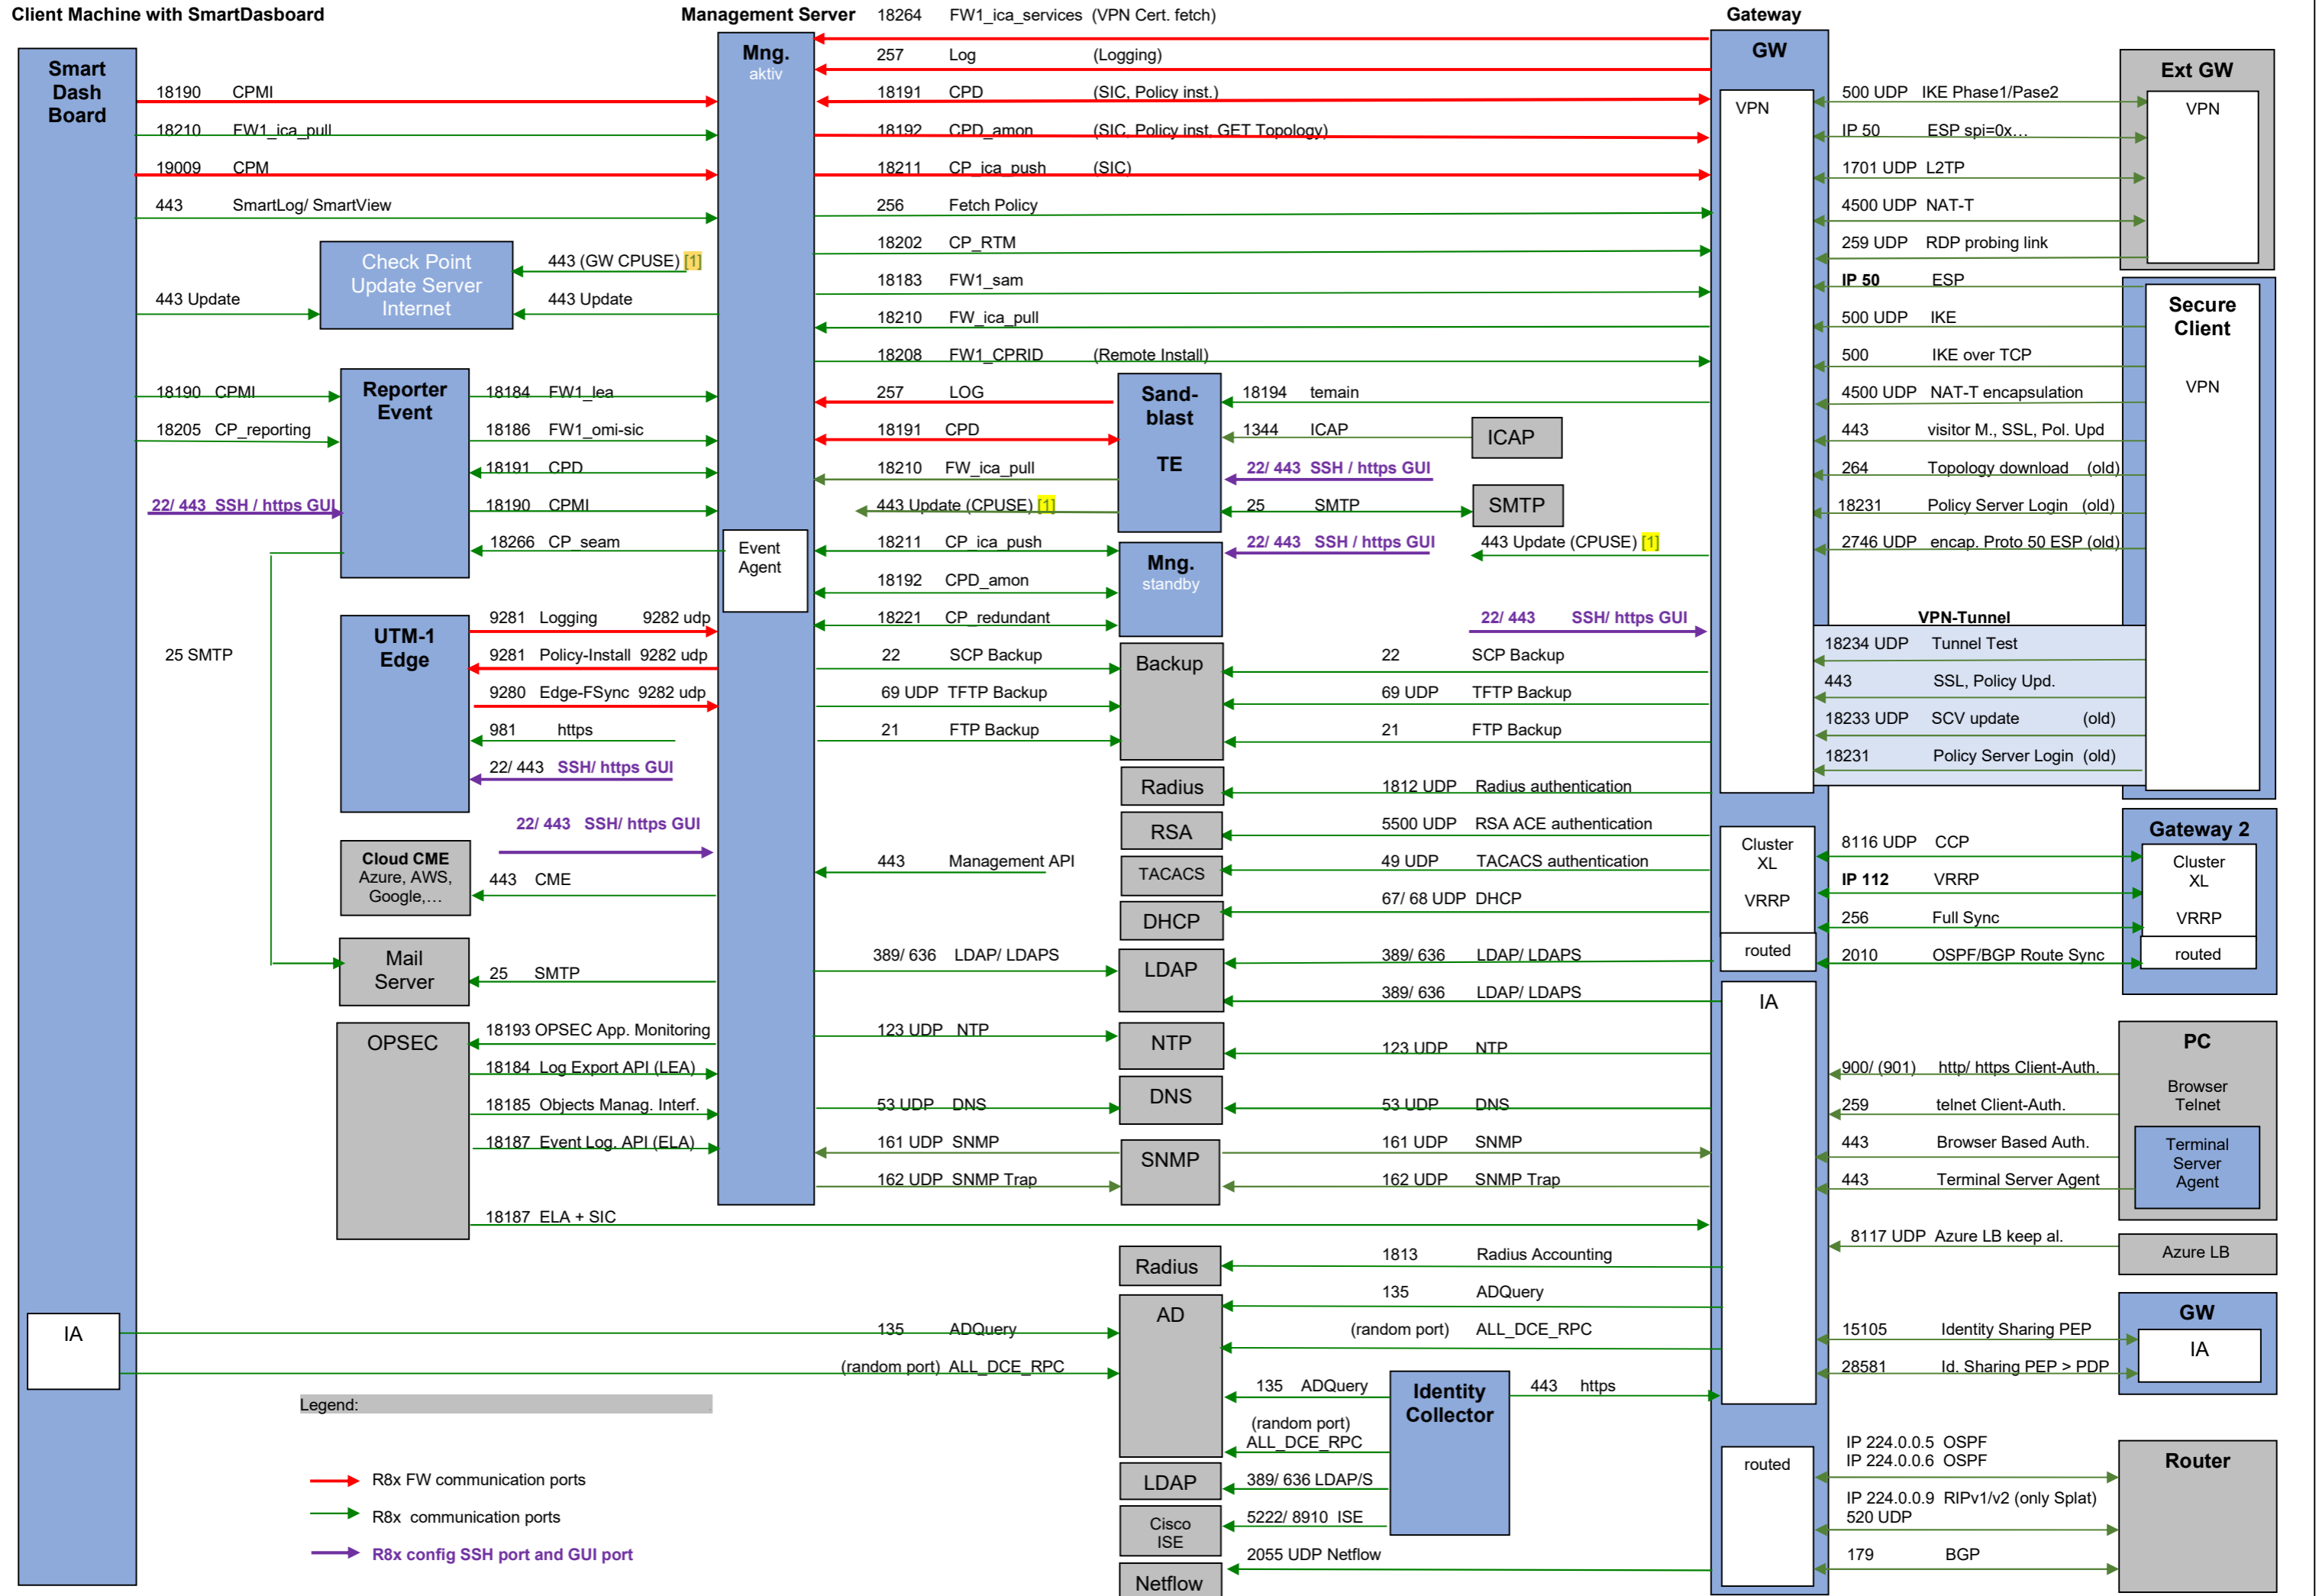 Client Machine with SmartDasboard
Management Server
Gateway
Smart
Dash
Board
18190 CPMI
18210 FW1_ica_pull
19009 CPM
443 SmartLog/ SmartView
Check Point
Update Server
Internet
443 (GW CPUSE) [1]
443 Update
443 Update
18190 CPMI
18205 CP_reporting
22/ 443 SSH / https GUI
25 SMTP
Reporter
Event
18184 FW1_lea
18186 FW1_omi-sic
18191 CPD
18190 CPMI
18266 CP_seam
UTM-1
Edge
9281 Logging 9282 udp
9281 Policy-Install 9282 udp
9280 Edge-FSync 9282 udp
981 https
22/ 443 SSH/ https GUI
22/ 443 SSH/ https GUI
Cloud CME
Azure, AWS,
Google,…
443 CME
Mail
Server
25 SMTP
OPSEC
18193 OPSEC App. Monitoring
18184 Log Export API (LEA)
18185 Objects Manag. Interf.
18187 Event Log. API (ELA)
18187 ELA + SIC
IA
135 ADQuery
(random port) ALL_DCE_RPC
Legend:
R8x FW communication ports
R8x communication ports
R8x config SSH port and GUI port
Mng.
aktiv
Event
Agent
18264 FW1_ica_services (VPN Cert. fetch)
257 Log (Logging)
18191 CPD (SIC, Policy inst.)
18192 CPD_amon (SIC, Policy inst, GET Topology)
18211 CP_ica_push (SIC)
256 Fetch Policy
18202 CP_RTM
18183 FW1_sam
18210 FW_ica_pull
18208 FW1_CPRID (Remote Install)
257 LOG
18191 CPD
18210 FW_ica_pull
443 Update (CPUSE) [1]
18211 CP_ica_push
18192 CPD_amon
18221 CP_redundant
22 SCP Backup
69 UDP TFTP Backup
21 FTP Backup
443 Management API
389/ 636 LDAP/ LDAPS
123 UDP NTP
53 UDP DNS
161 UDP SNMP
162 UDP SNMP Trap
Sand-
blast
TE
18194 temain
1344 ICAP
ICAP
22/ 443 SSH / https GUI
25 SMTP
SMTP
Mng.
standby
22/ 443 SSH / https GUI
443 Update (CPUSE) [1]
22/ 443 SSH/ https GUI
Backup
22 SCP Backup
69 UDP TFTP Backup
21 FTP Backup
Radius
1812 UDP Radius authentication
RSA
5500 UDP RSA ACE authentication
TACACS
49 UDP TACACS authentication
DHCP
67/ 68 UDP DHCP
LDAP
389/ 636 LDAP/ LDAPS
389/ 636 LDAP/ LDAPS
NTP
123 UDP NTP
DNS
53 UDP DNS
SNMP
161 UDP SNMP
162 UDP SNMP Trap
Radius
1813 Radius Accounting
AD
135 ADQuery
(random port) ALL_DCE_RPC
135 ADQuery
(random port)
ALL_DCE_RPC
Identity
Collector
443 https
LDAP
389/ 636 LDAP/S
Cisco
ISE
5222/ 8910 ISE
Netflow
2055 UDP Netflow
GW
VPN
Cluster
XL
VRRP
routed
IA
routed
Ext GW
VPN
500 UDP IKE Phase1/Pase2
IP 50 ESP spi=0x…
1701 UDP L2TP
4500 UDP NAT-T
259 UDP RDP probing link
Secure
Client
VPN
IP 50 ESP
500 UDP IKE
500 IKE over TCP
4500 UDP NAT-T encapsulation
443 visitor M., SSL, Pol. Upd
264 Topology download (old)
18231 Policy Server Login (old)
2746 UDP encap. Proto 50 ESP (old)
VPN-Tunnel
18234 UDP Tunnel Test
443 SSL, Policy Upd.
18233 UDP SCV update (old)
18231 Policy Server Login (old)
Gateway 2
Cluster
XL
VRRP
routed
8116 UDP CCP
IP 112 VRRP
256 Full Sync
2010 OSPF/BGP Route Sync
PC
Browser
Telnet
Terminal
Server
Agent
900/ (901) http/ https Client-Auth.
259 telnet Client-Auth.
443 Browser Based Auth.
443 Terminal Server Agent
8117 UDP Azure LB keep al.
Azure LB
GW
IA
15105 Identity Sharing PEP
28581 Id. Sharing PEP > PDP
Router
IP 224.0.0.5 OSPF
IP 224.0.0.6 OSPF
IP 224.0.0.9 RIPv1/v2 (only Splat)
520 UDP
179 BGP